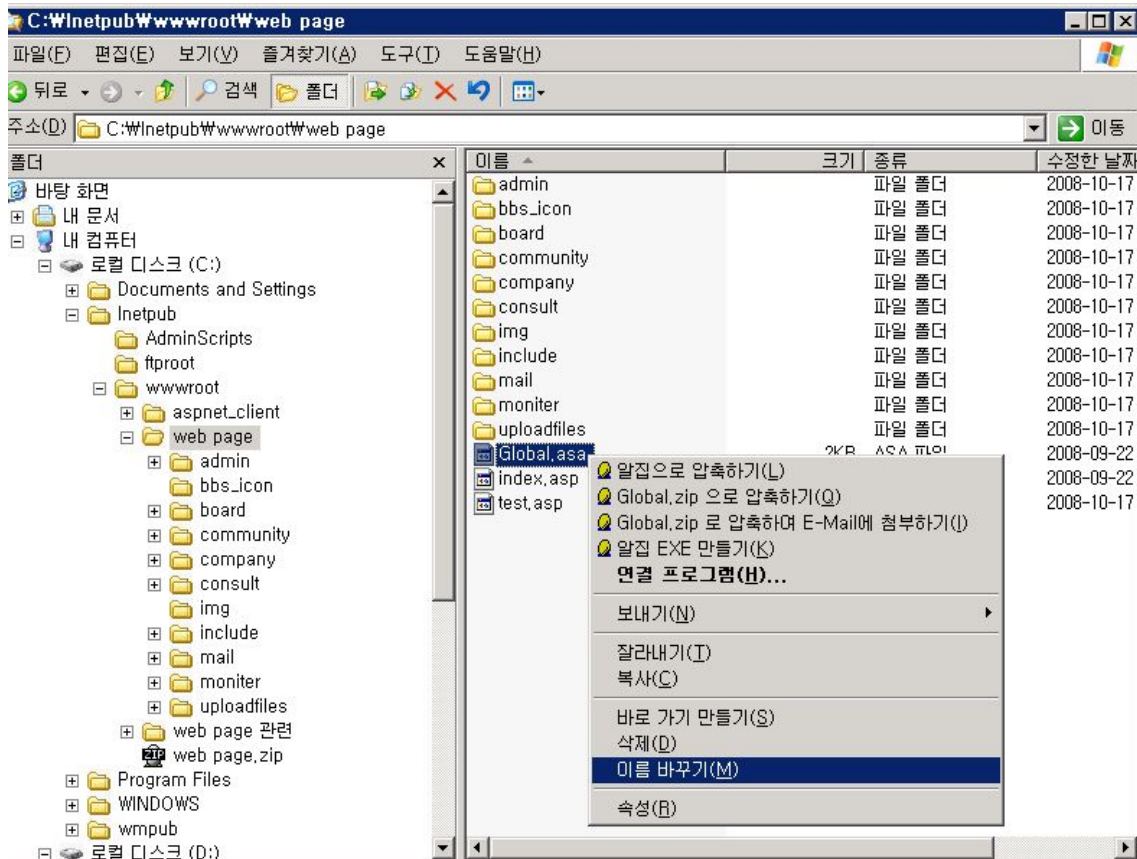 C:₩Inetpub₩wwwroot₩web page
파일(F) 편집(E) 보기(V) 즐겨찾기(A) 도구(T) 도움말(H)
뒤로 검색 폴더
주소(D) C:₩Inetpub₩wwwroot₩web page 이동
폴더 x
바탕 화면
내 문서
내 컴퓨터
로컬 디스크 (C:)
Documents and Settings
Inetpub
AdminScripts
ftproot
wwwroot
aspnet_client
web page
admin
bbs_icon
board
community
company
consult
img
include
mail
moniter
uploadfiles
web page 관련
web page.zip
Program Files
WINDOWS
wmpub
로컬 디스크 (D:)
이름 크기 종류 수정한 날짜
admin 파일 폴더 2008-10-17
bbs_icon 파일 폴더 2008-10-17
board 파일 폴더 2008-10-17
community 파일 폴더 2008-10-17
company 파일 폴더 2008-10-17
consult 파일 폴더 2008-10-17
img 파일 폴더 2008-10-17
include 파일 폴더 2008-10-17
mail 파일 폴더 2008-10-17
moniter 파일 폴더 2008-10-17
uploadfiles 파일 폴더 2008-10-17
Global.asa 2KB ASA 파일 2008-09-22
index.asp 2008-09-22
test.asp 2008-10-17
알집으로 압축하기(L)
Global.zip 으로 압축하기(Q)
Global.zip 로 압축하여 E-Mail에 첨부하기(I)
알집 EXE 만들기(K)
연결 프로그램(H)...
보내기(N)
잘라내기(T)
복사(C)
바로 가기 만들기(S)
삭제(D)
이름 바꾸기(M)
속성(R)